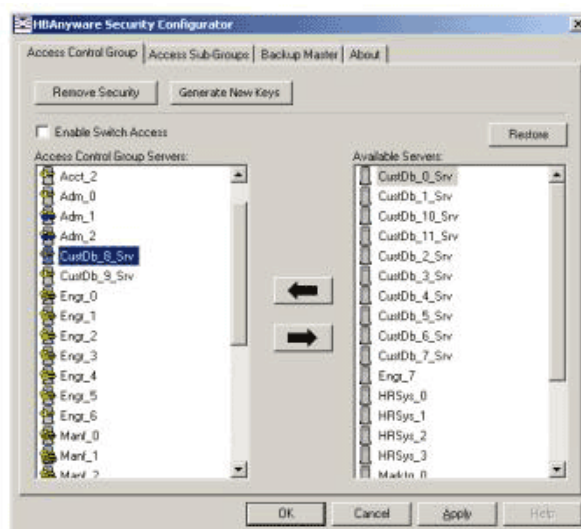 HBAnyware Security Configurator
Access Control Group Access Sub-Groups Backup Master About
Remove Security Generate New Keys
Enable Switch Access
Restore
Access Control Group Servers:
Acct_2
Adm_0
Adm_1
Adm_2
CustDb_8_Srv
CustDb_9_Srv
Engr_0
Engr_1
Engr_2
Engr_3
Engr_4
Engr_5
Engr_6
Manf_0
Manf_1
Manf_2
Available Servers:
CustDb_0_Srv
CustDb_1_Srv
CustDb_10_Srv
CustDb_11_Srv
CustDb_2_Srv
CustDb_3_Srv
CustDb_4_Srv
CustDb_5_Srv
CustDb_6_Srv
CustDb_7_Srv
Engr_7
HRSys_0
HRSys_1
HRSys_2
HRSys_3
Marktg_0
OK Cancel Apply Help